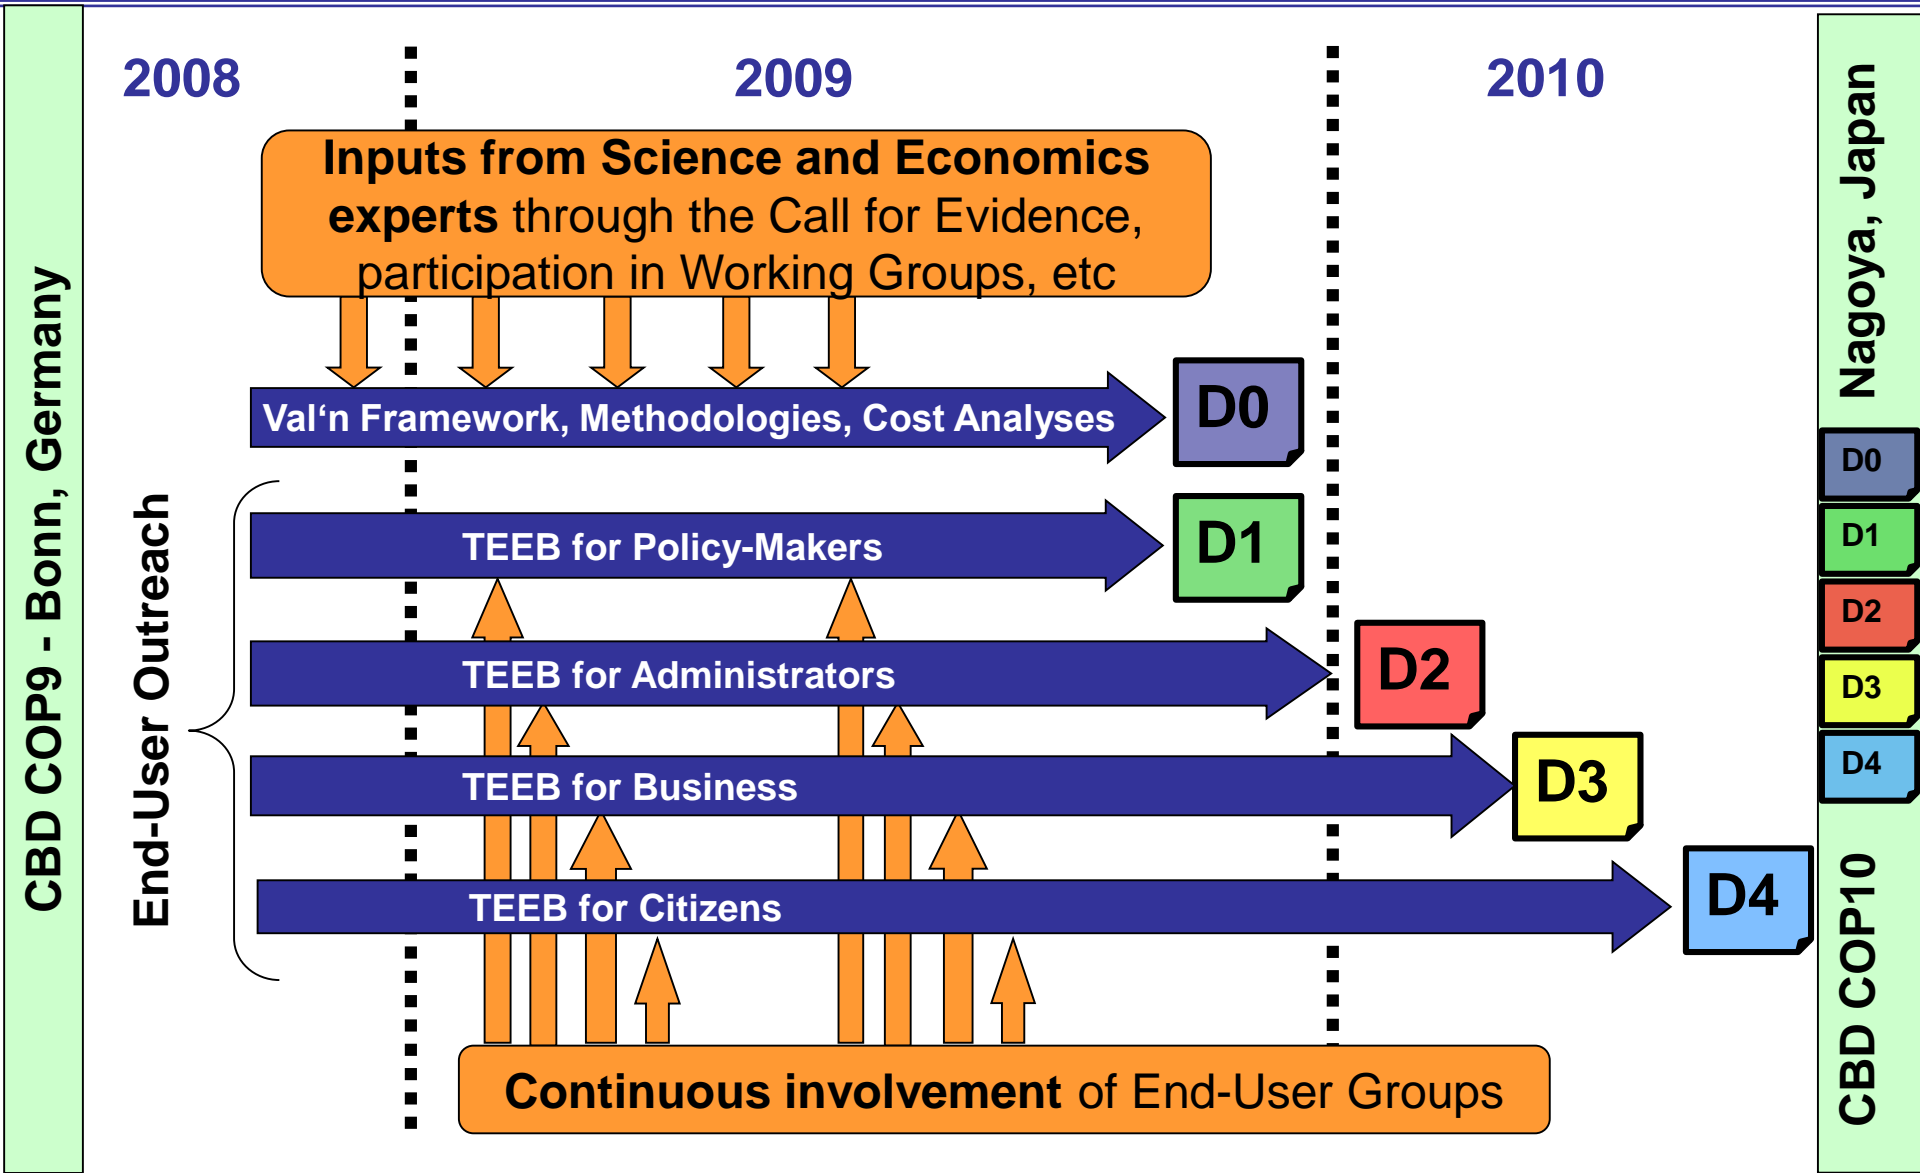 CBD COP9 - Bonn, Germany
2008
2009
2010
Inputs from Science and Economics
experts through the Call for Evidence,
participation in Working Groups, etc
Val‘n Framework, Methodologies, Cost Analyses
D0
End-User Outreach
TEEB for Policy-Makers
D1
TEEB for Administrators
D2
TEEB for Business
D3
TEEB for Citizens
D4
Continuous involvement of End-User Groups
Nagoya, Japan
D0
D1
D2
D3
D4
CBD COP10